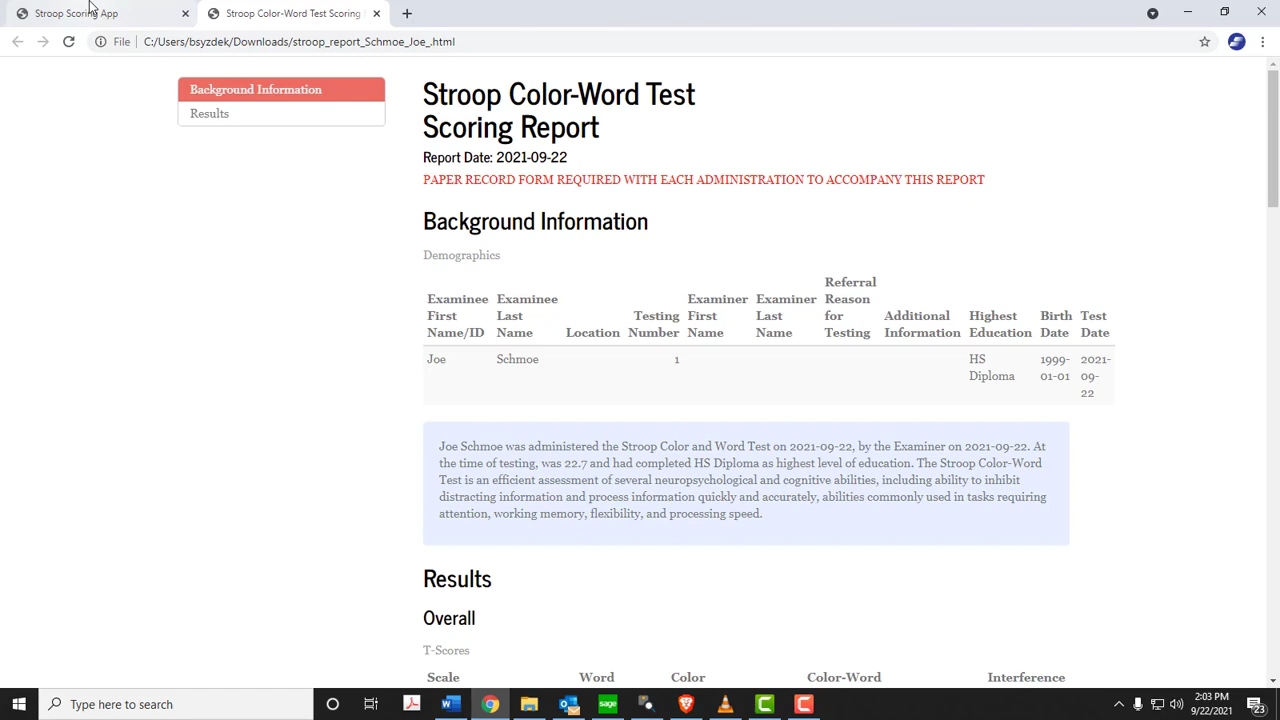 Stroop Scoring App
Stroop Color-Word Test Scoring
File
C:/Users/bsyzdek/Downloads/stroop_report_Schmoe_Joe_.html
Background Information
Results
Stroop Color-Word Test
Scoring Report
Report Date: 2021-09-22
PAPER RECORD FORM REQUIRED WITH EACH ADMINISTRATION TO ACCOMPANY THIS REPORT
Background Information
Demographics
Referral
Examinee Examinee Examiner Examiner Reason
First Last Testing First Last for Additional Highest Birth Test
Name/ID Name Location Number Name Name Testing Information Education Date Date
Joe Schmoe 1 HS 1999- 2021-
Diploma 01-01 09-
22
Joe Schmoe was administered the Stroop Color and Word Test on 2021-09-22, by the Examiner on 2021-09-22. At
the time of testing, was 22.7 and had completed HS Diploma as highest level of education. The Stroop Color-Word
Test is an efficient assessment of several neuropsychological and cognitive abilities, including ability to inhibit
distracting information and process information quickly and accurately, abilities commonly used in tasks requiring
attention, working memory, flexibility, and processing speed.
Results
Overall
T-Scores
Scale Word Color Color-Word Interference
Type here to search
sage
2:03 PM
9/22/2021
23